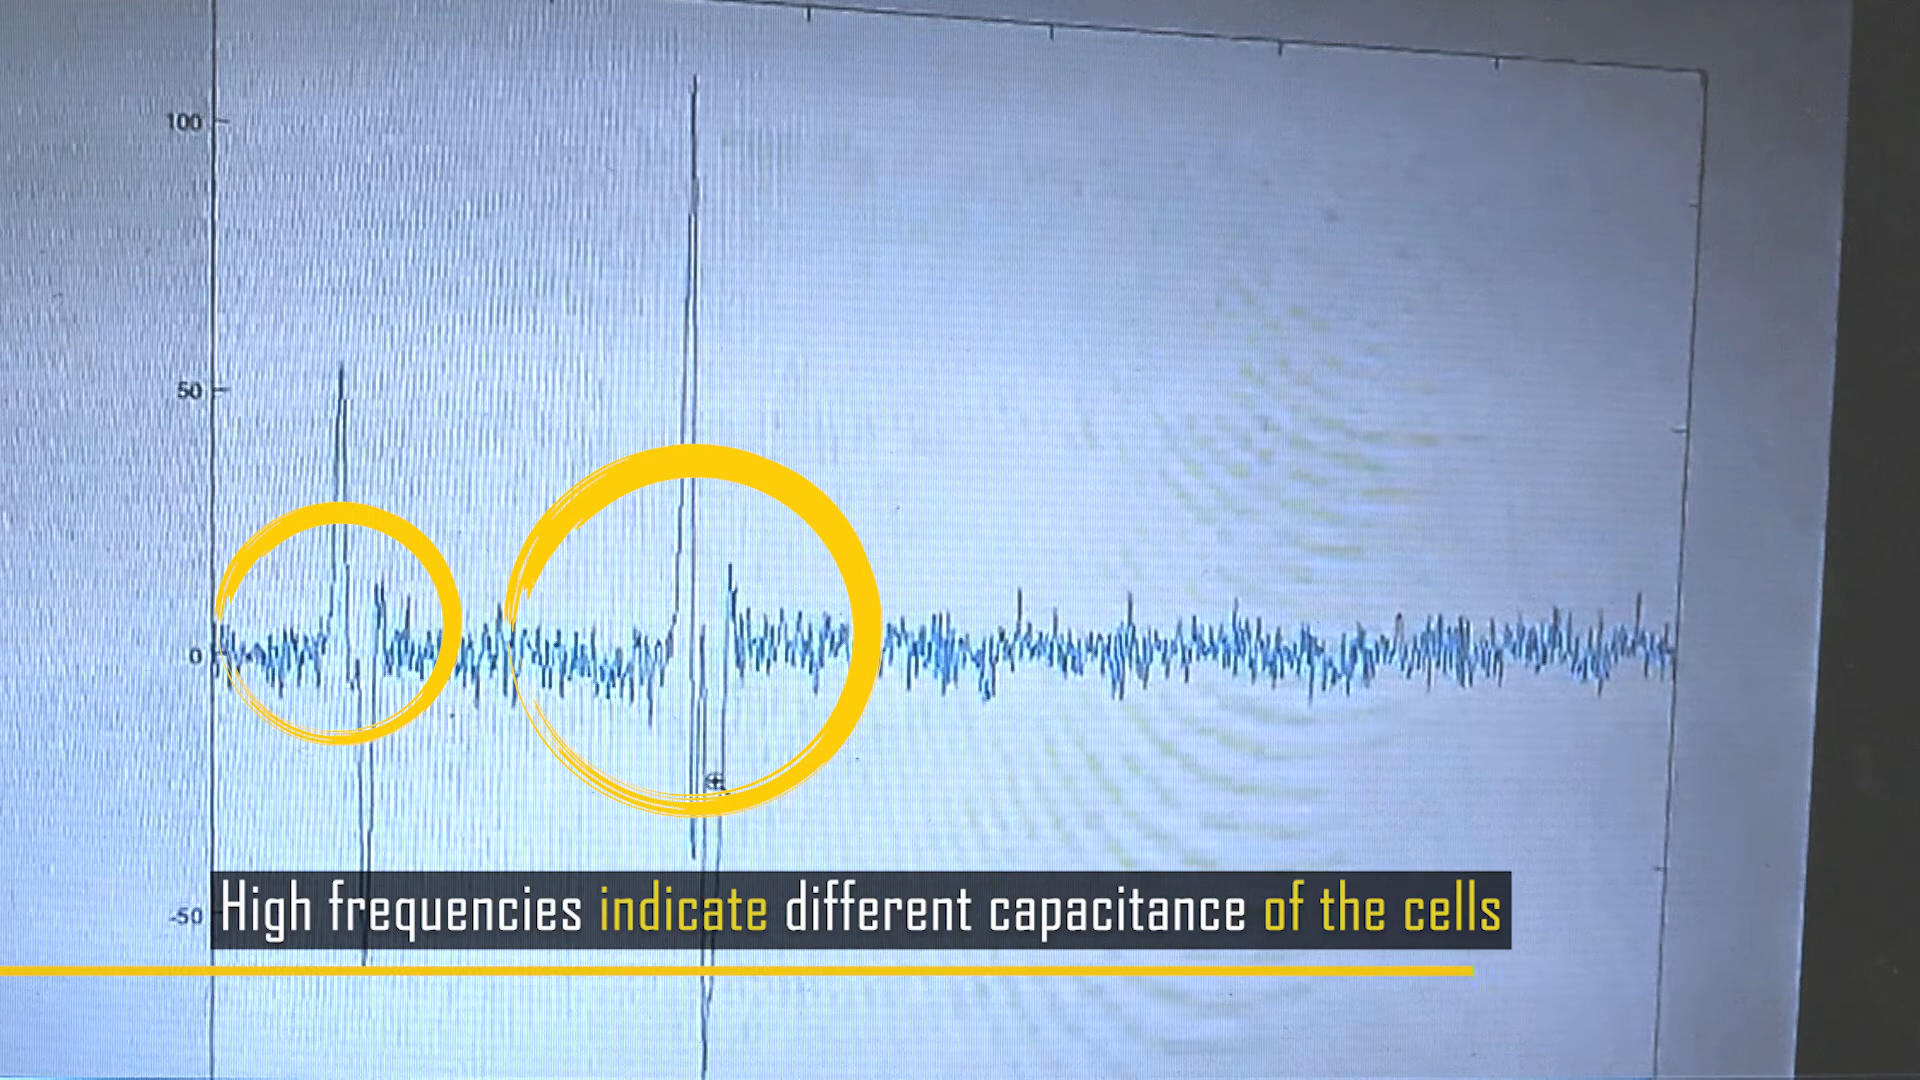 100
50
0
-50
High frequencies indicate different capacitance of the cells